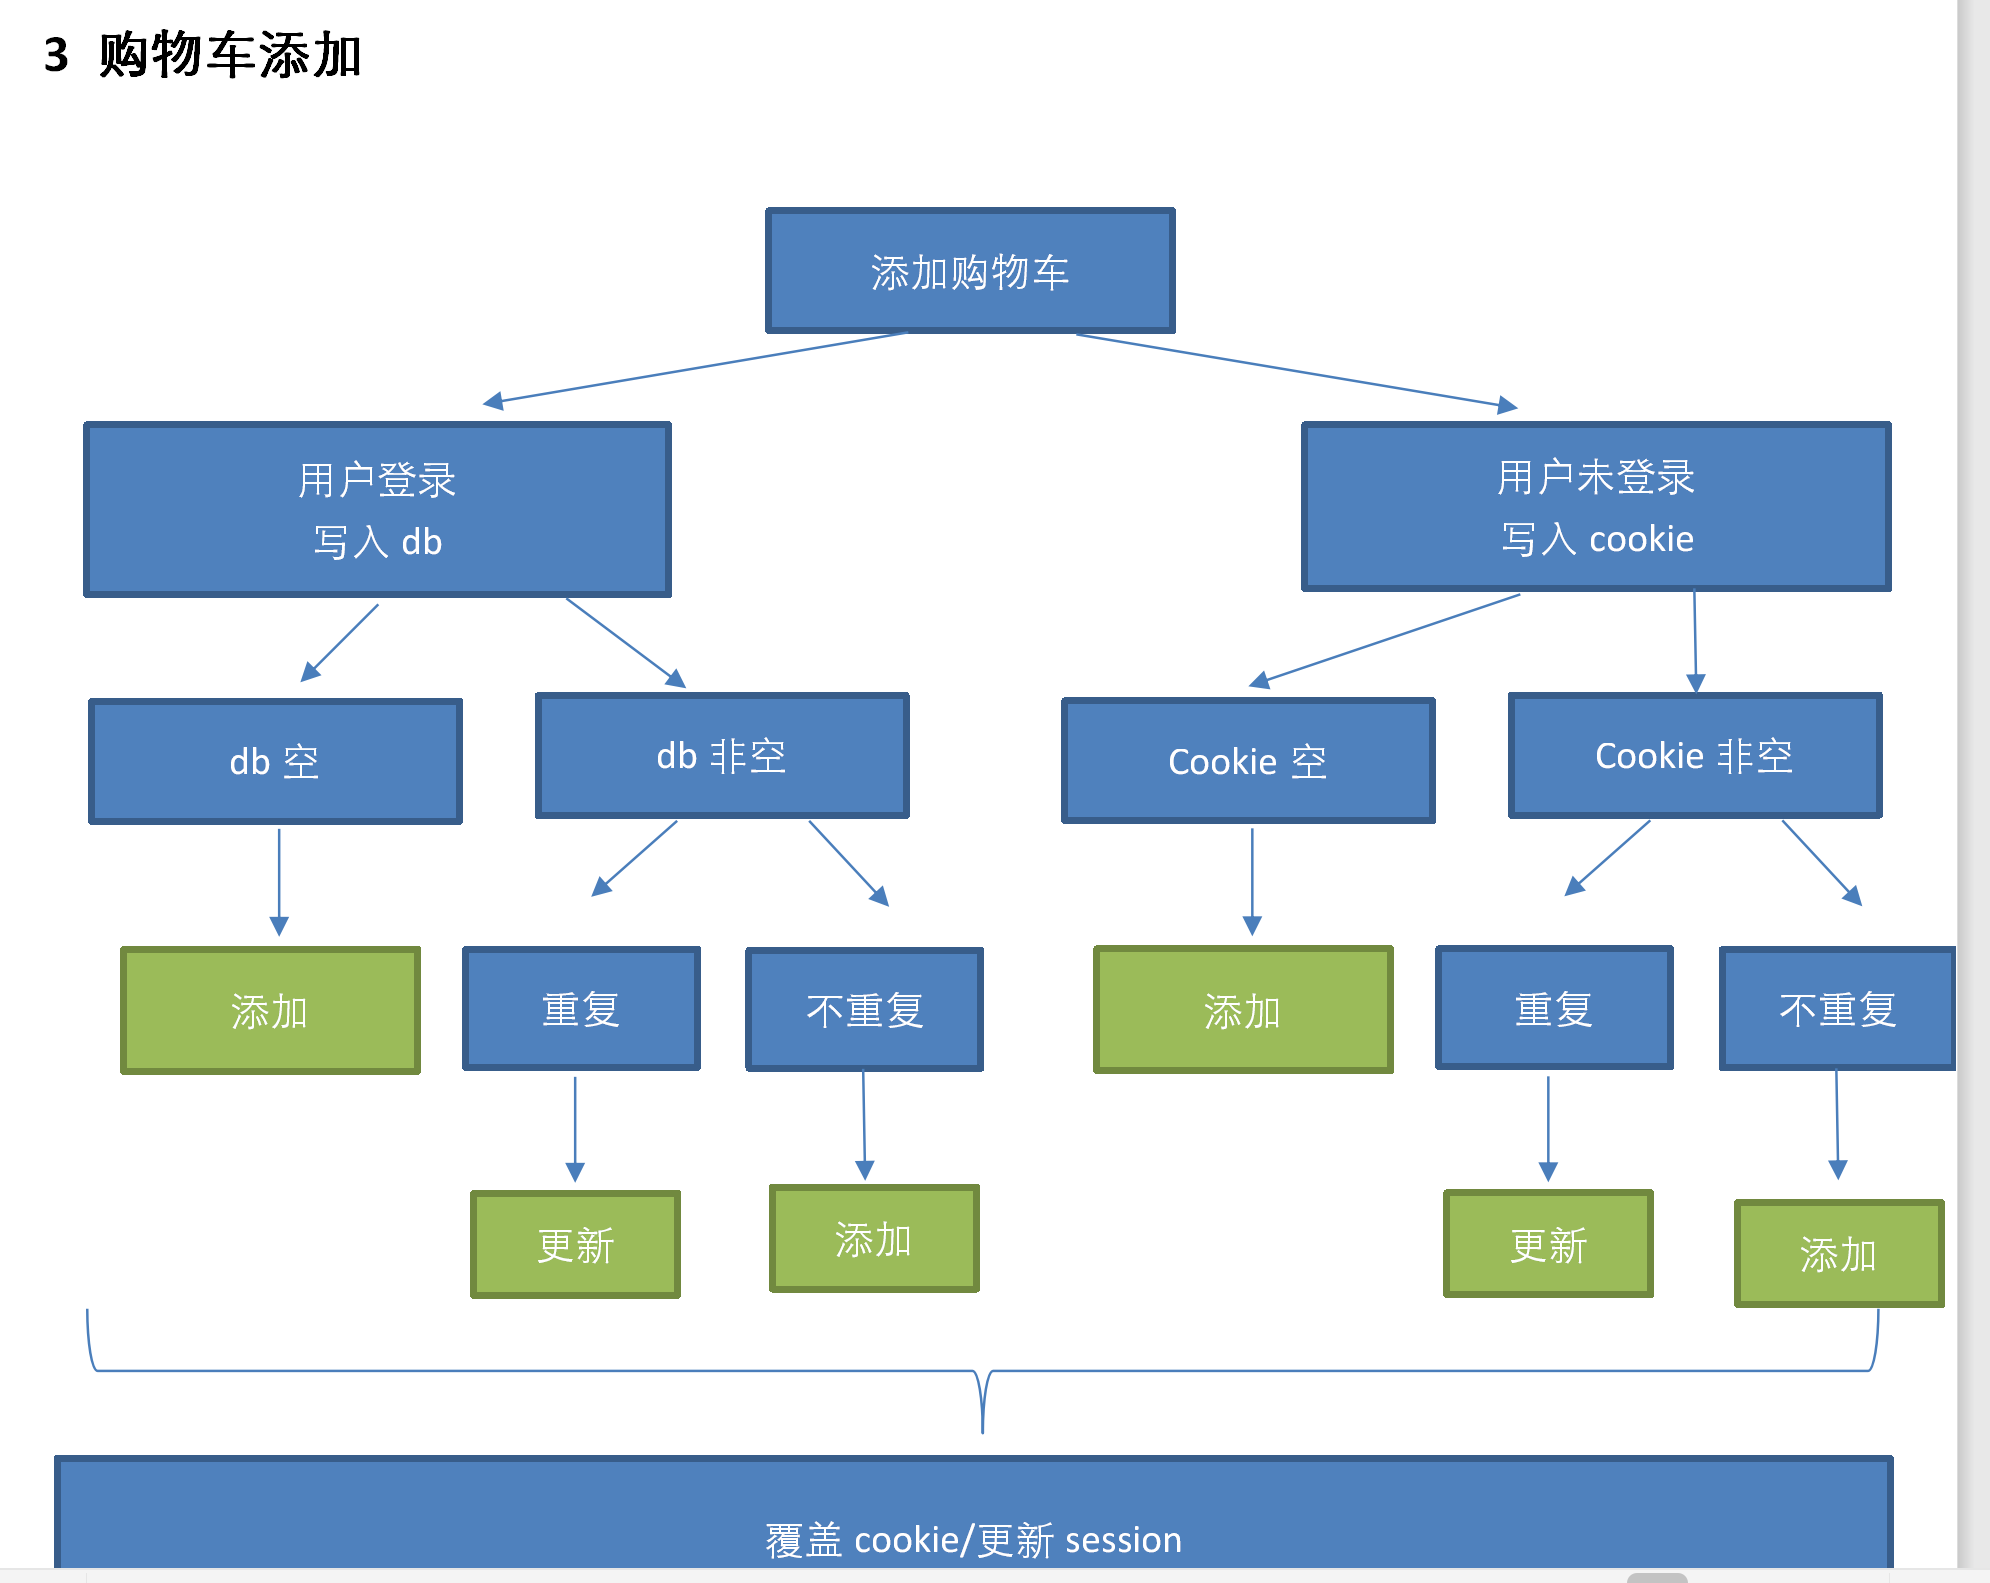 3 购物车添加
添加购物车
用户登录
写入 db
用户未登录
写入 cookie
db 空
db 非空
Cookie 空
Cookie 非空
添加
重复
不重复
添加
重复
不重复
更新
添加
更新
添加
覆盖 cookie/更新 session